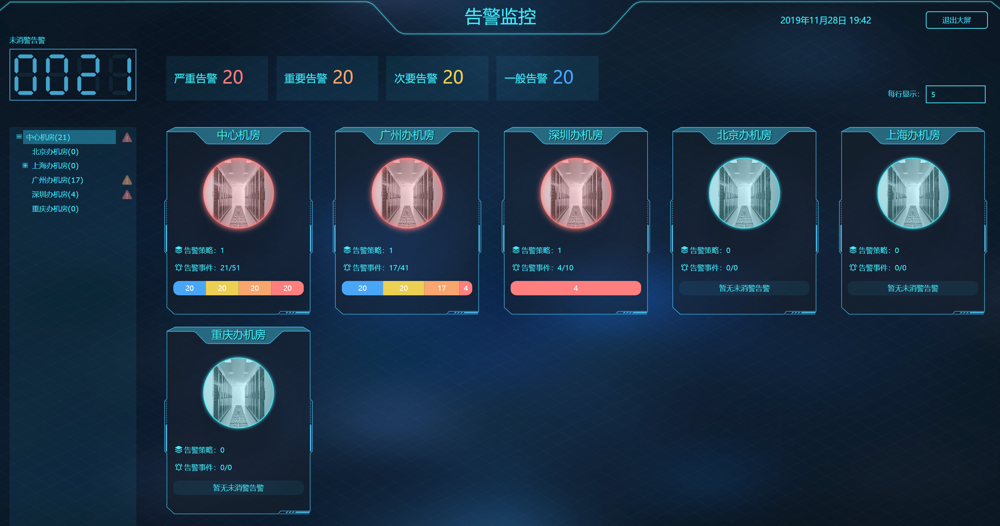 告警监控
2019年11月28日 19:42
退出大屏
未消警告警
0021
严重告警 20
重要告警 20
次要告警 20
一般告警 20
每行显示: 5
中心机房(21)
北京办机房(0)
上海办机房(0)
广州办机房(17)
深圳办机房(4)
重庆办机房(0)
中心机房
告警策略: 1
告警事件: 21/51
20 20 20 20
广州办机房
告警策略: 1
告警事件: 17/41
20 20 17 4
深圳办机房
告警策略: 1
告警事件: 4/10
4
北京办机房
告警策略: 0
告警事件: 0/0
暂无未消警告警
上海办机房
告警策略: 0
告警事件: 0/0
暂无未消警告警
重庆办机房
告警策略: 0
告警事件: 0/0
暂无未消警告警